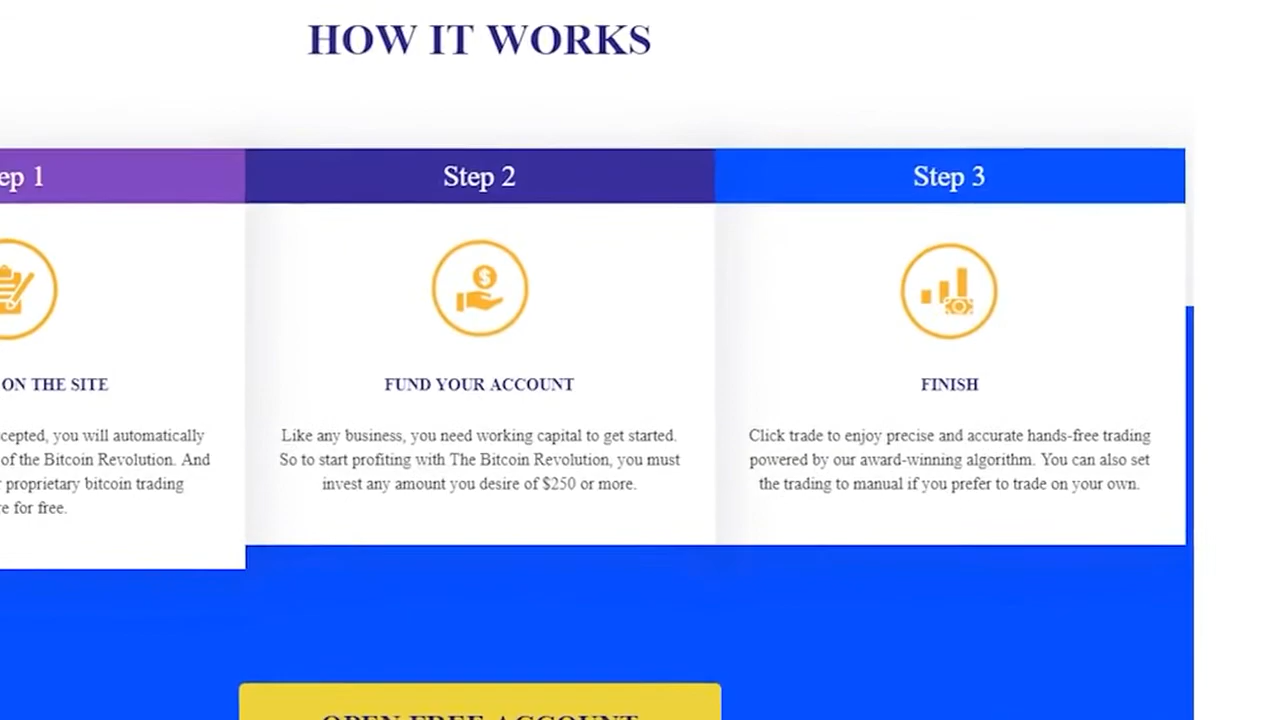 HOW IT WORKS
ep 1
ON THE SITE
cepted, you will automatically
of the Bitcoin Revolution. And
proprietary bitcoin trading
e for free.
Step 2
FUND YOUR ACCOUNT
Like any business, you need working capital to get started.
So to start profiting with The Bitcoin Revolution, you must
invest any amount you desire of $250 or more.
Step 3
FINISH
Click trade to enjoy precise and accurate hands-free trading
powered by our award-winning algorithm. You can also set
the trading to manual if you prefer to trade on your own.
OPEN FREE ACCOUNT